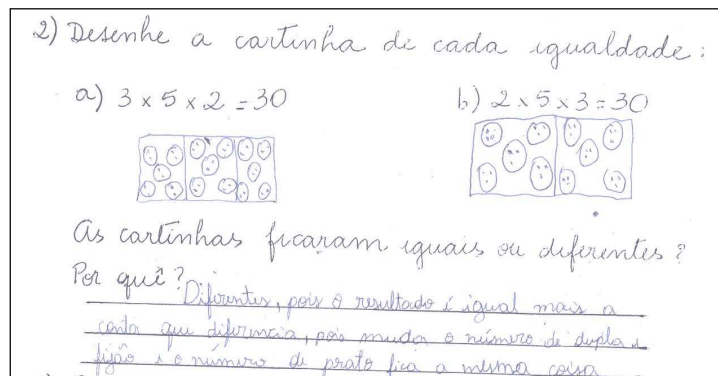 2) Desenhe a cartinha de cada igualdade:
a) 3 x 5 x 2 = 30
b) 2 x 5 x 3 = 30
As cartinhas ficaram iguais ou diferentes?
Por quê?
Diferentes, pois o resultado é igual mais a
conta que diferencia, pois muda o número de dupla e
fijão e o número de prato fica a mesma coisa